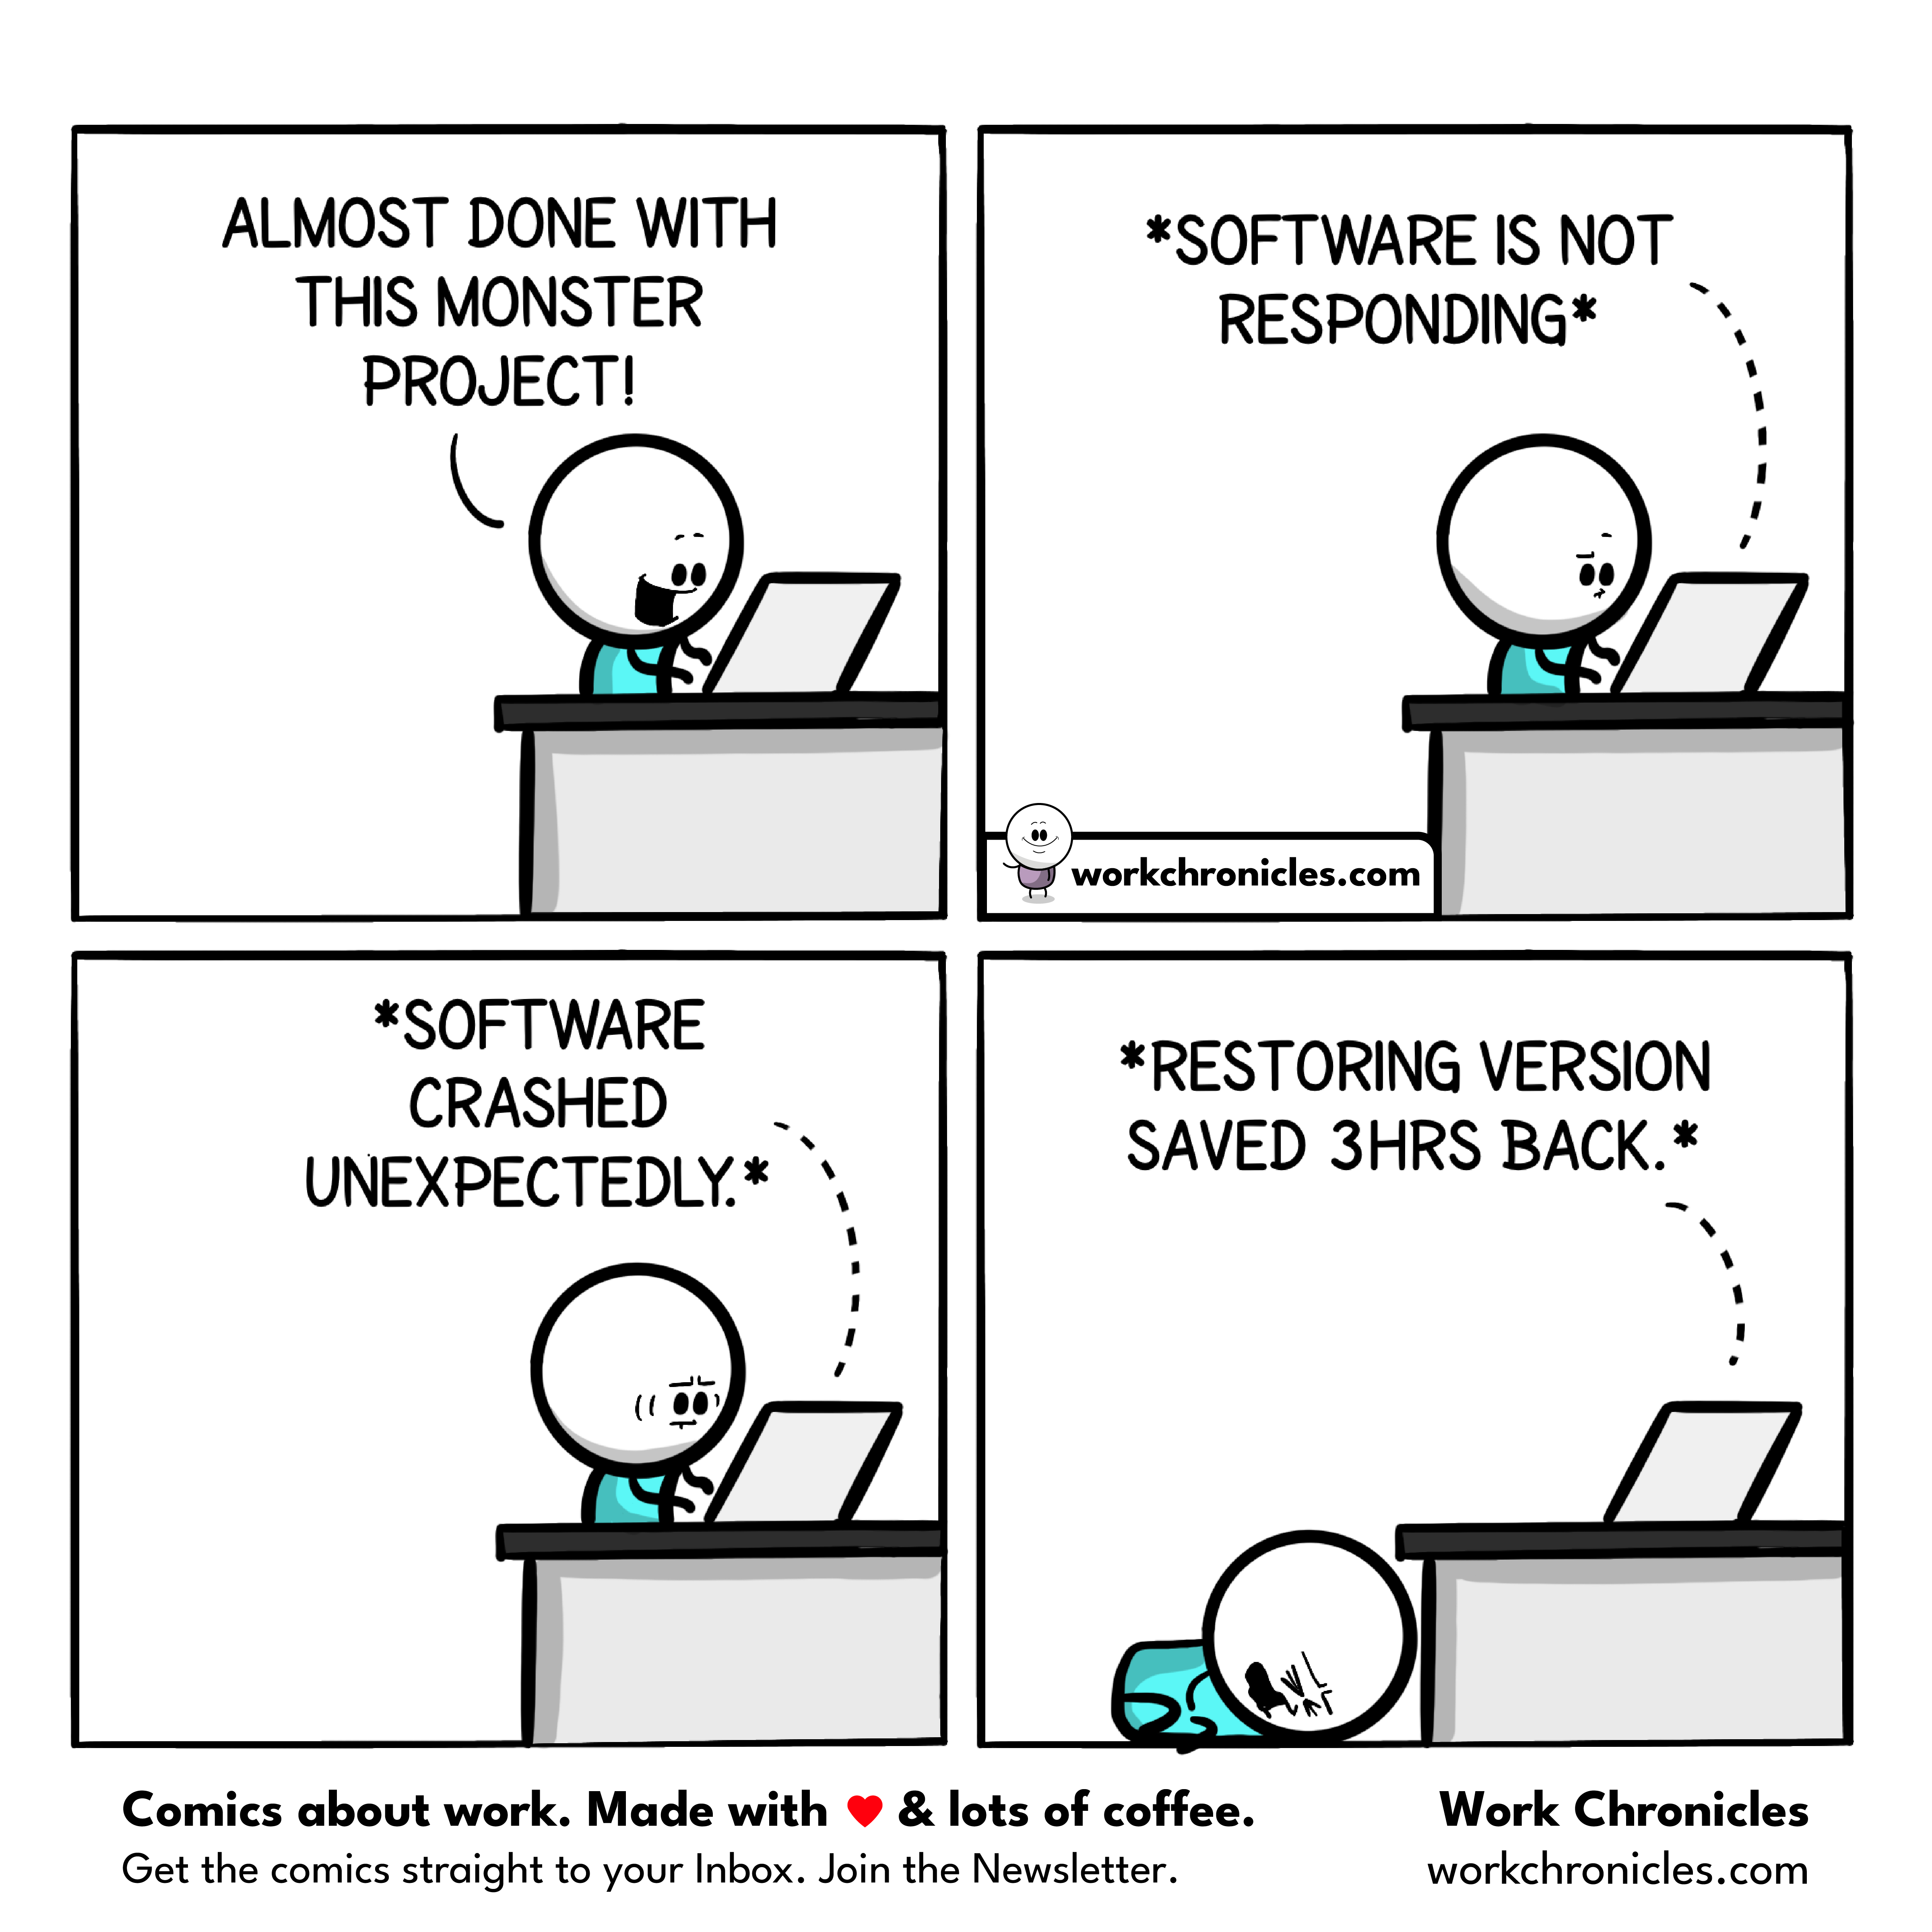 ALMOST DONE WITH
THIS MONSTER
PROJECT!
*SOFTWARE IS NOT
RESPONDING*
workchronicles.com
*SOFTWARE
CRASHED
UNEXPECTEDLY.*
*RESTORING VERSION
SAVED 3HRS BACK.*
Comics about work. Made with ❤ & lots of coffee.
Get the comics straight to your Inbox. Join the Newsletter.
Work Chronicles
workchronicles.com